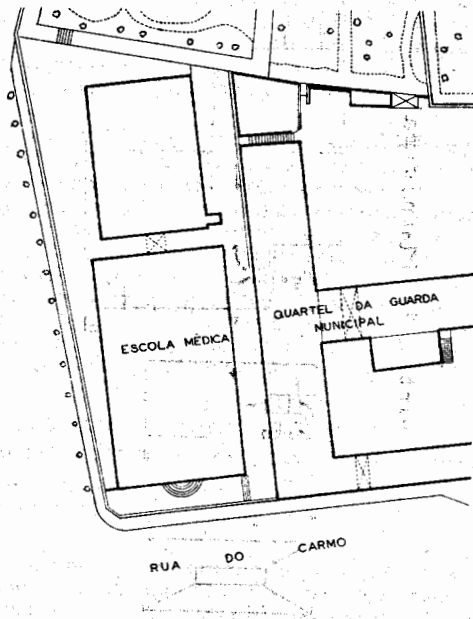 QUARTEL DA GUARDA
MUNICIPAL
ESCOLA MÉDICA
RUA DO CARMO